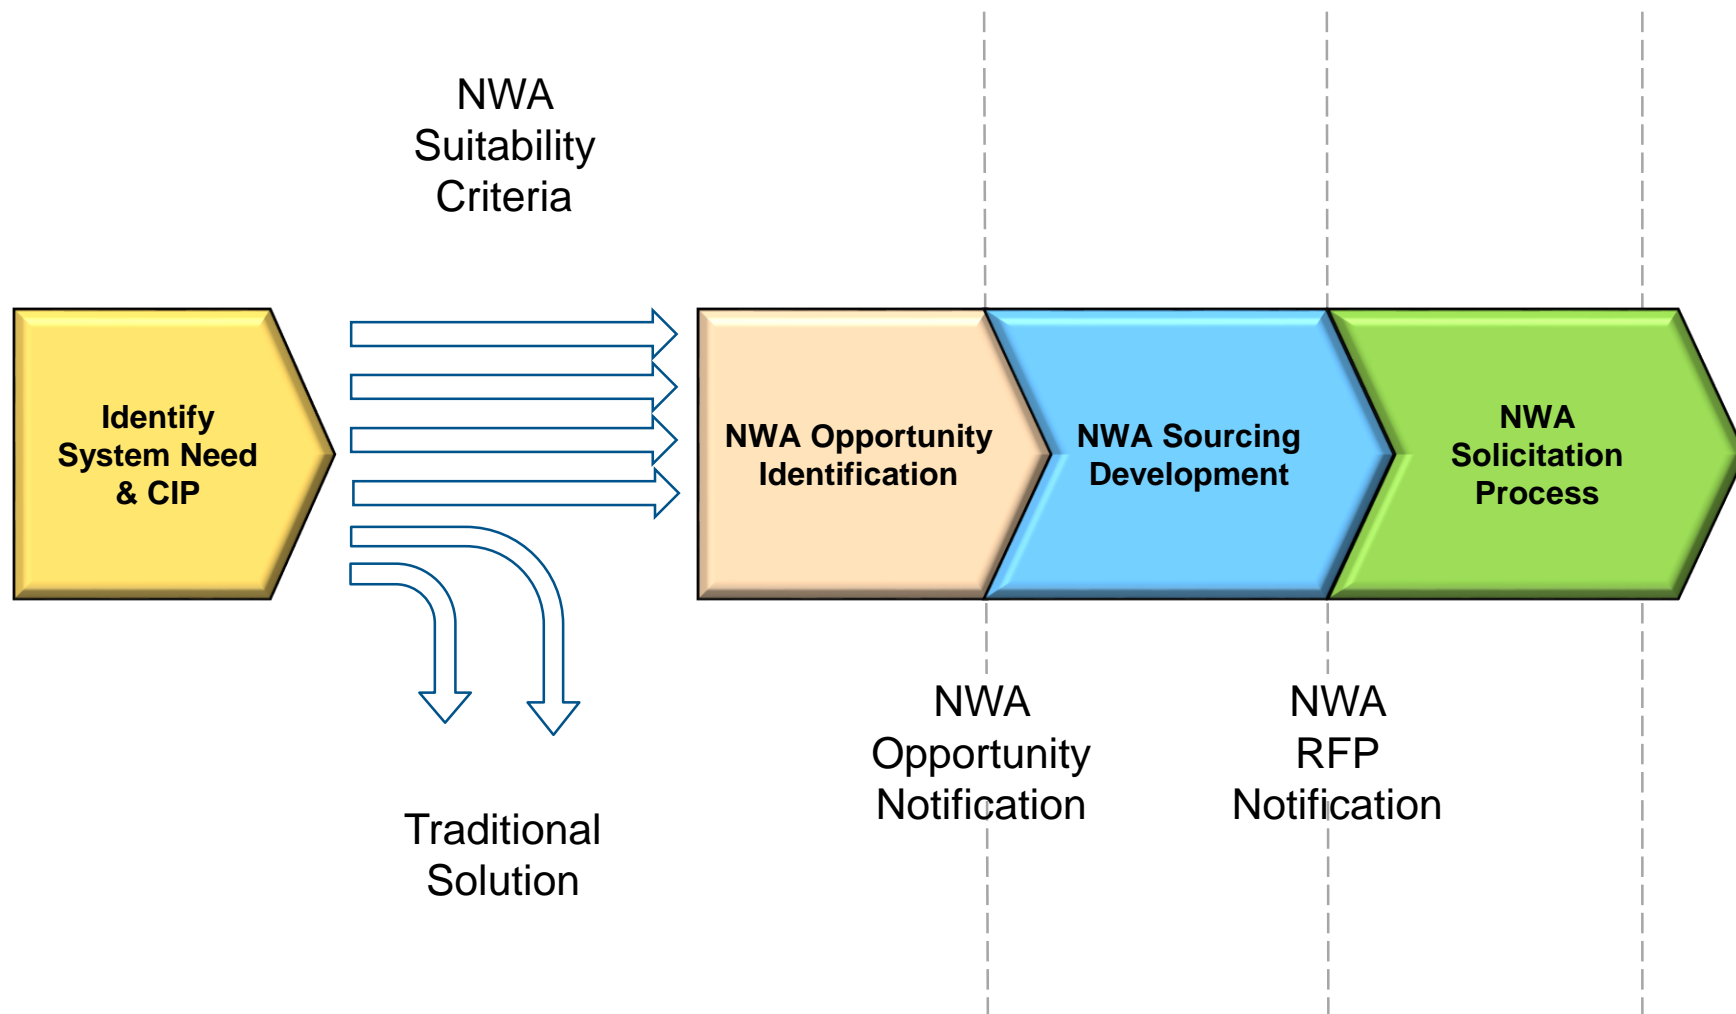 NWA
Suitability
Criteria
Identify
System Need
& CIP
NWA Opportunity
Identification
NWA Sourcing
Development
NWA
Solicitation
Process
Traditional
Solution
NWA
Opportunity
Notification
NWA
RFP
Notification